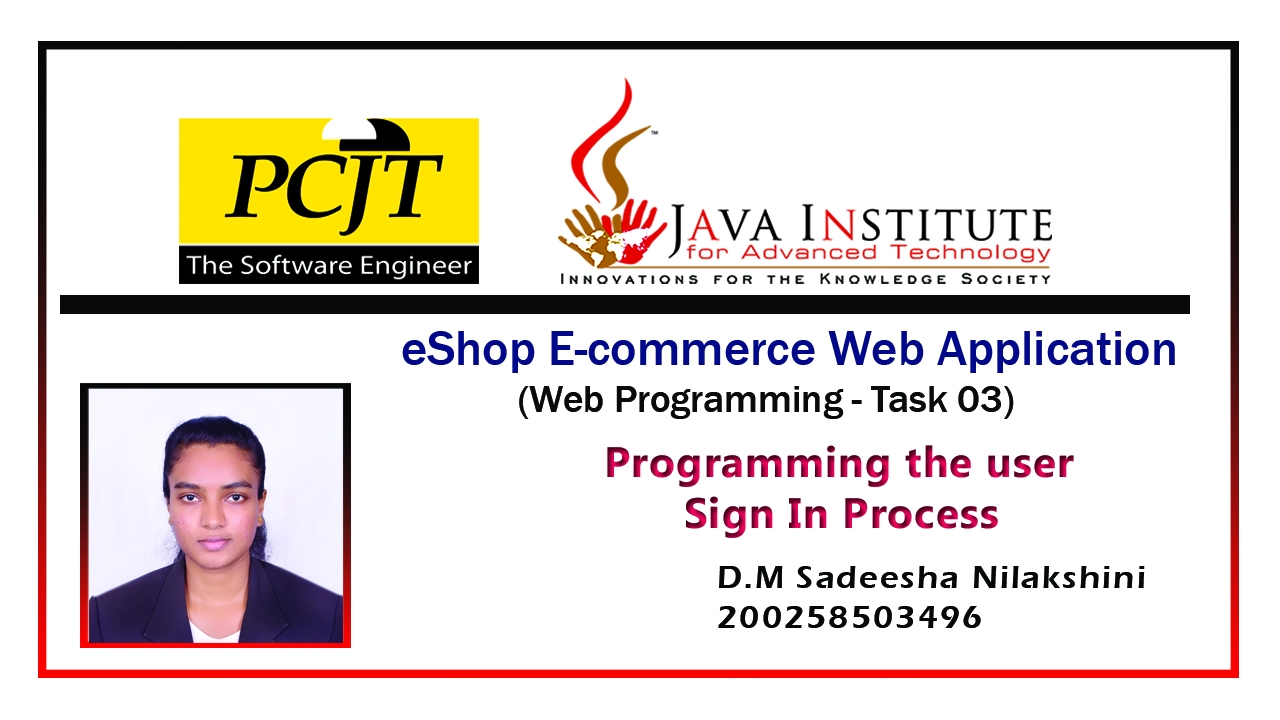 PCJT
The Software Engineer
™
JAVA INSTITUTE
for Advanced Technology
INNOVATIONS FOR THE KNOWLEDGE SOCIETY
eShop E-commerce Web Application
(Web Programming - Task 03)
Programming the user
Sign In Process
D.M Sadeesha Nilakshini
200258503496